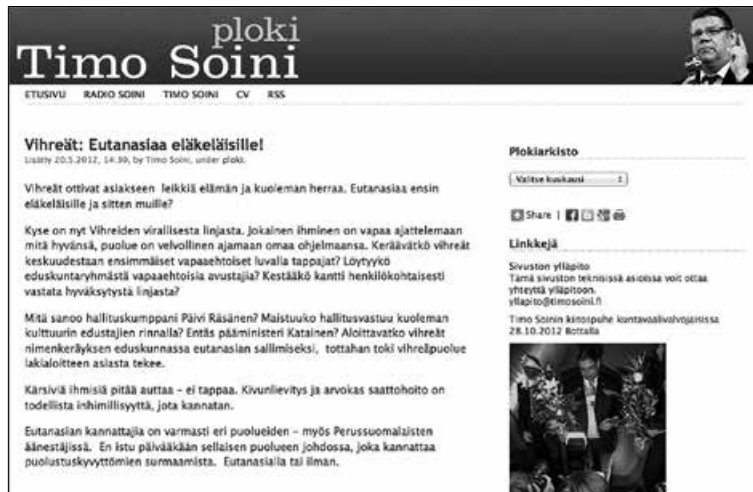 ploki
Timo Soini
ETUSIVU RADIO SOINI TIMO SOINI CV RSS
Vihreät: Eutanasiaa eläkeläisille!
Lisätty 20.5.2012, 14.30, by Timo Soini, under ploki.
Vihreät ottivat asiakseen leikkiä elämän ja kuoleman herraa. Eutanasiaa ensin
eläkeläisille ja sitten muille?
Kyse on nyt Vihreiden virallisesta linjasta. Jokainen ihminen on vapaa ajattelemaan
mitä hyvänsä, puolue on velvollinen ajamaan omaa ohjelmaansa. Keräävätkö vihreät
keskuudestaan ensimmäiset vapaaehtoiset luvalla tappajat? Löytyykö
eduskuntaryhmästä vapaaehtoisia avustajia? Kestääkö kantti henkilökohtaisesti
vastata hyväksytystä linjasta?
Mitä sanoo hallituskumppani Päivi Räsänen? Maistuuko hallitusvastuu kuoleman
kulttuurin edustajien rinnalla? Entäs pääministeri Katainen? Aloittavatko vihreät
nimenkeräyksen eduskunnassa eutanasian sallimiseksi, tottahan toki vihreäpuolue
lakialoitteen asiasta tekee.
Kärsiviä ihmisiä pitää auttaa – ei tappaa. Kivunlievitys ja arvokas saattohoito on
todellista inhimillisyyttä, jota kannatan.
Eutanasian kannattajia on varmasti eri puolueiden – myös Perussuomalaisten
äänestäjissä. En istu päivääkään sellaisen puolueen johdossa, joka kannattaa
puolustuskyvyttömien surmaamista. Eutanasialla tai ilman.
Plokiarkisto
Valitse kuukausi
Share |
Linkkejä
Sivuston ylläpito
Tämä sivuston teknisissä asioissa voit ottaa
yhteyttä ylläpitoon.
yllapito@timosoini.fi
Timo Soinin kiitospuhe kuntavaalivalvojaisissa
28.10.2012 Bottalla